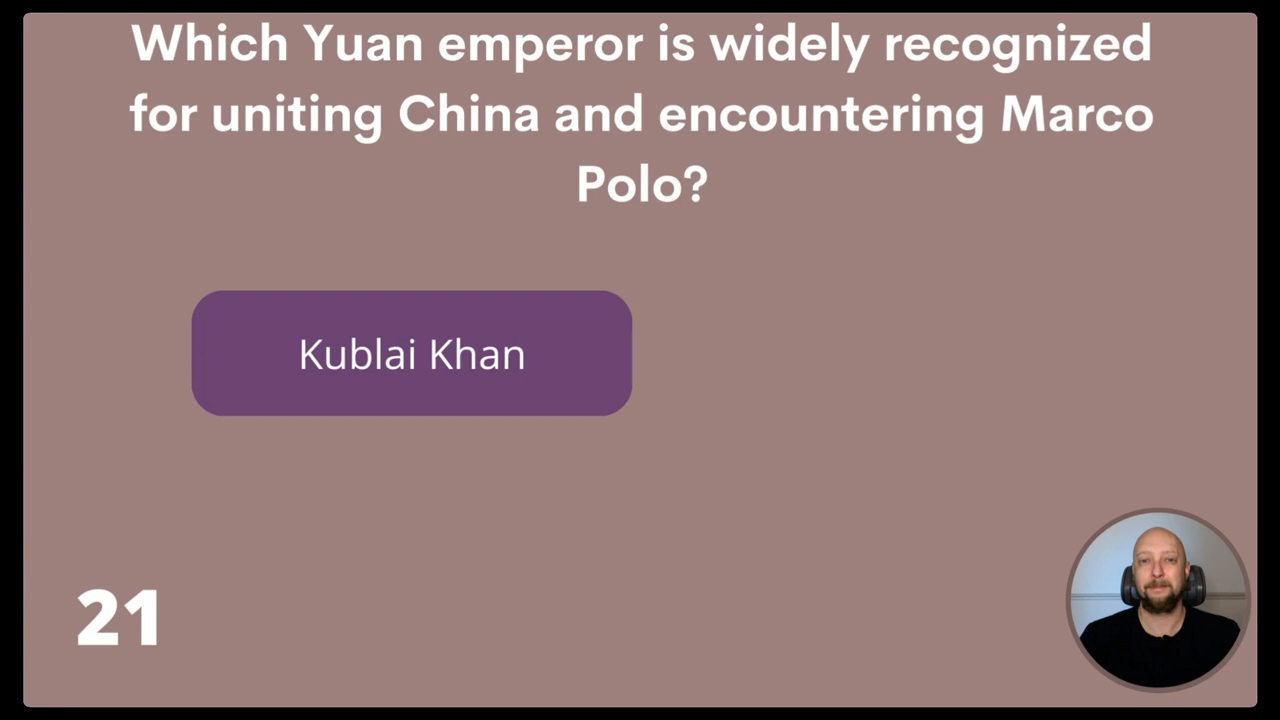 Which Yuan emperor is widely recognized
for uniting China and encountering Marco
Polo?
Kublai Khan
21